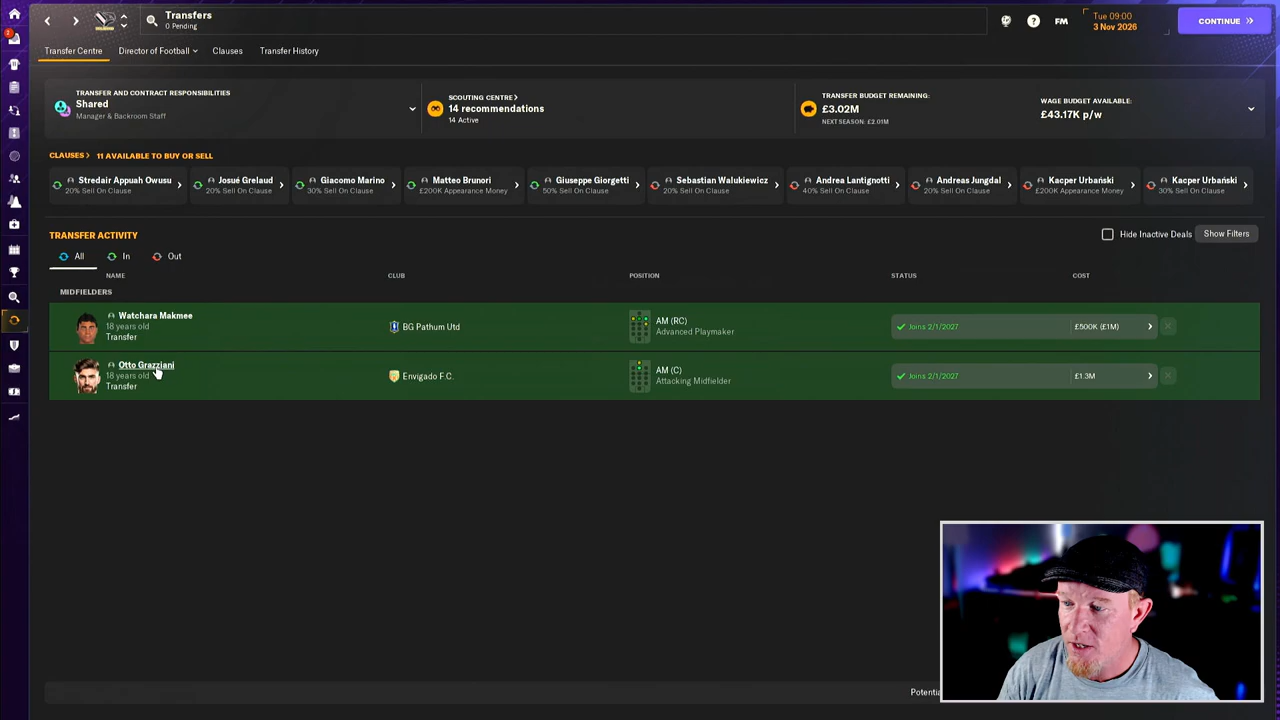 Transfers
0 Pending
FM
Tue 09:00
3 Nov 2026
CONTINUE
2
Transfer Centre
Director of Football
Clauses
Transfer History
TRANSFER AND CONTRACT RESPONSIBILITIES
Shared
Manager & Backroom Staff
SCOUTING CENTRE
14 recommendations
14 Active
TRANSFER BUDGET REMAINING:
£3.02M
NEXT SEASON: £2.01M
WAGE BUDGET AVAILABLE:
£43.17K p/w
CLAUSES
11 AVAILABLE TO BUY OR SELL
Stredair Appuah Owusu
20% Sell On Clause
Josué Grelaud
20% Sell On Clause
Giacomo Marino
30% Sell On Clause
Matteo Brunori
£200K Appearance Money
Giuseppe Giorgetti
50% Sell On Clause
Sebastian Walukiewicz
20% Sell On Clause
Andrea Lantignotti
40% Sell On Clause
Andreas Jungdal
20% Sell On Clause
Kacper Urbański
£200K Appearance Money
Kacper Urbański
30% Sell On Clause
TRANSFER ACTIVITY
Hide Inactive Deals
Show Filters
All
In
Out
NAME
CLUB
POSITION
STATUS
COST
MIDFIELDERS
Watchara Makmee
18 years old
Transfer
BG Pathum Utd
AM (RC)
Advanced Playmaker
Joins 2/1/2027
£500K (£1M)
Otto Grazziani
18 years old
Transfer
Envigado F.C.
AM (C)
Attacking Midfielder
Joins 2/1/2027
£1.3M